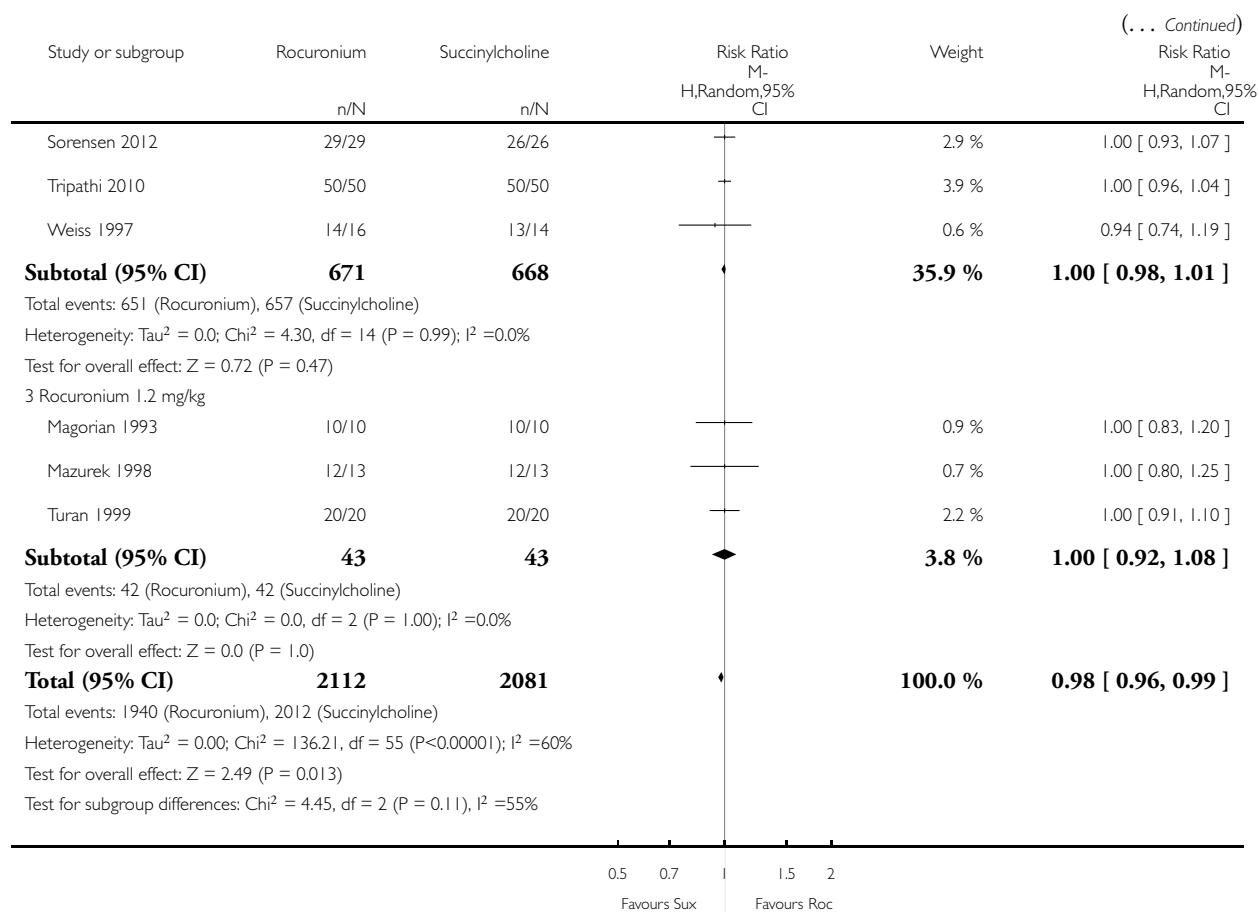 (... Continued)
Study or subgroup Rocuronium Succinylcholine Risk Ratio Weight Risk Ratio
M- M-
H,Random,95% H,Random,95%
n/N n/N CI CI
Sorensen 2012 29/29 26/26 2.9 % 1.00 [ 0.93, 1.07 ]
Tripathi 2010 50/50 50/50 3.9 % 1.00 [ 0.96, 1.04 ]
Weiss 1997 14/16 13/14 0.6 % 0.94 [ 0.74, 1.19 ]
Subtotal (95% CI) 671 668 35.9 % 1.00 [ 0.98, 1.01 ]
Total events: 651 (Rocuronium), 657 (Succinylcholine)
Heterogeneity: Tau² = 0.0; Chi² = 4.30, df = 14 (P = 0.99); I² =0.0%
Test for overall effect: Z = 0.72 (P = 0.47)
3 Rocuronium 1.2 mg/kg
Magorian 1993 10/10 10/10 0.9 % 1.00 [ 0.83, 1.20 ]
Mazurek 1998 12/13 12/13 0.7 % 1.00 [ 0.80, 1.25 ]
Turan 1999 20/20 20/20 2.2 % 1.00 [ 0.91, 1.10 ]
Subtotal (95% CI) 43 43 3.8 % 1.00 [ 0.92, 1.08 ]
Total events: 42 (Rocuronium), 42 (Succinylcholine)
Heterogeneity: Tau² = 0.0; Chi² = 0.0, df = 2 (P = 1.00); I² =0.0%
Test for overall effect: Z = 0.0 (P = 1.0)
Total (95% CI) 2112 2081 100.0 % 0.98 [ 0.96, 0.99 ]
Total events: 1940 (Rocuronium), 2012 (Succinylcholine)
Heterogeneity: Tau² = 0.00; Chi² = 136.21, df = 55 (P<0.00001); I² =60%
Test for overall effect: Z = 2.49 (P = 0.013)
Test for subgroup differences: Chi² = 4.45, df = 2 (P = 0.11), I² =55%
0.5 0.7 1 1.5 2
Favours Sux Favours Roc